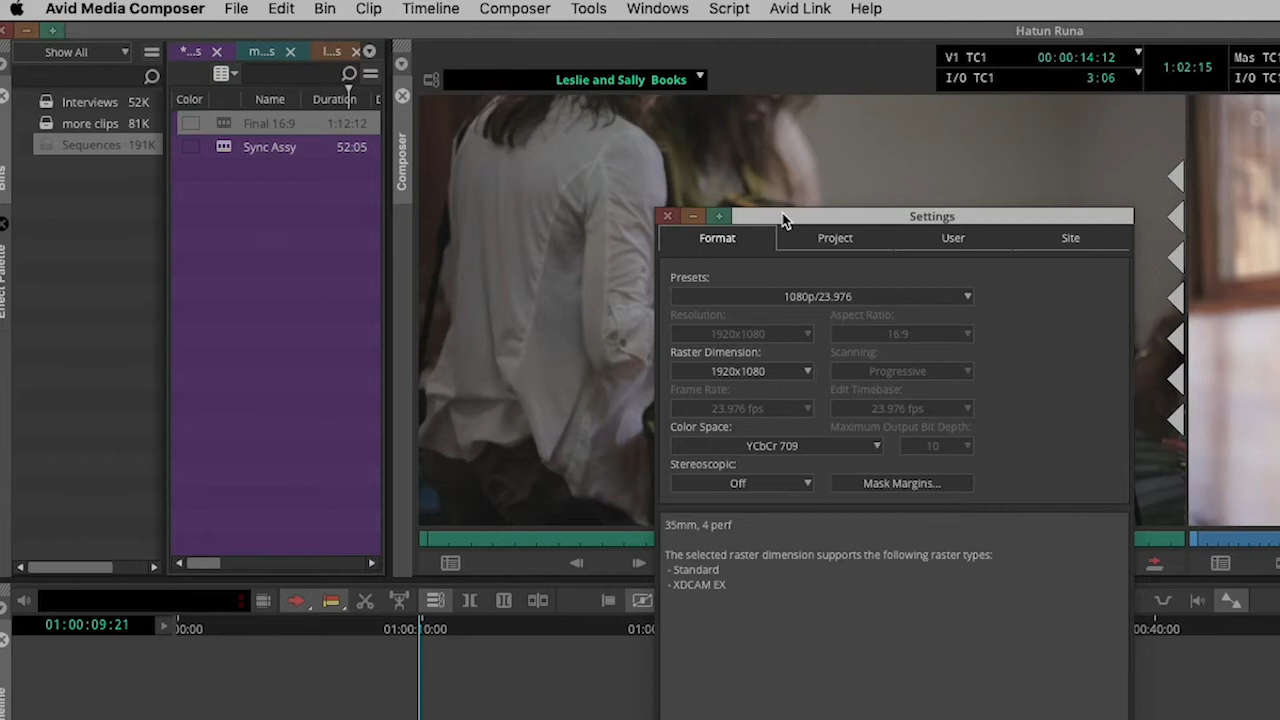 Avid Media Composer File Edit Bin Clip Timeline Composer Tools Windows Script Avid Link Help
Hatun Runa
Show All
*...s m...s l...s
Leslie and Sally Books
V1 TC1 00:00:14:12
I/O TC1 3:06
1:02:15
Mas TC
I/O TC
Color Name Duration
Interviews 52K
more clips 81K
Sequences 191K
Final 16:9 1:12:12
Sync Assy 52:05
Bins
Effect Palette
Composer
Settings
Format Project User Site
Presets:
1080p/23.976
Resolution: Aspect Ratio:
1920x1080 16:9
Raster Dimension: Scanning:
1920x1080 Progressive
Frame Rate: Edit Timebase:
23.976 fps 23.976 fps
Color Space: Maximum Output Bit Depth:
YCbCr 709 10
Stereoscopic:
Off Mask Margins...
35mm, 4 perf
The selected raster dimension supports the following raster types:
- Standard
- XDCAM EX
01:00:09:21
00:00 01:00:10:00 01:00 00:40:00